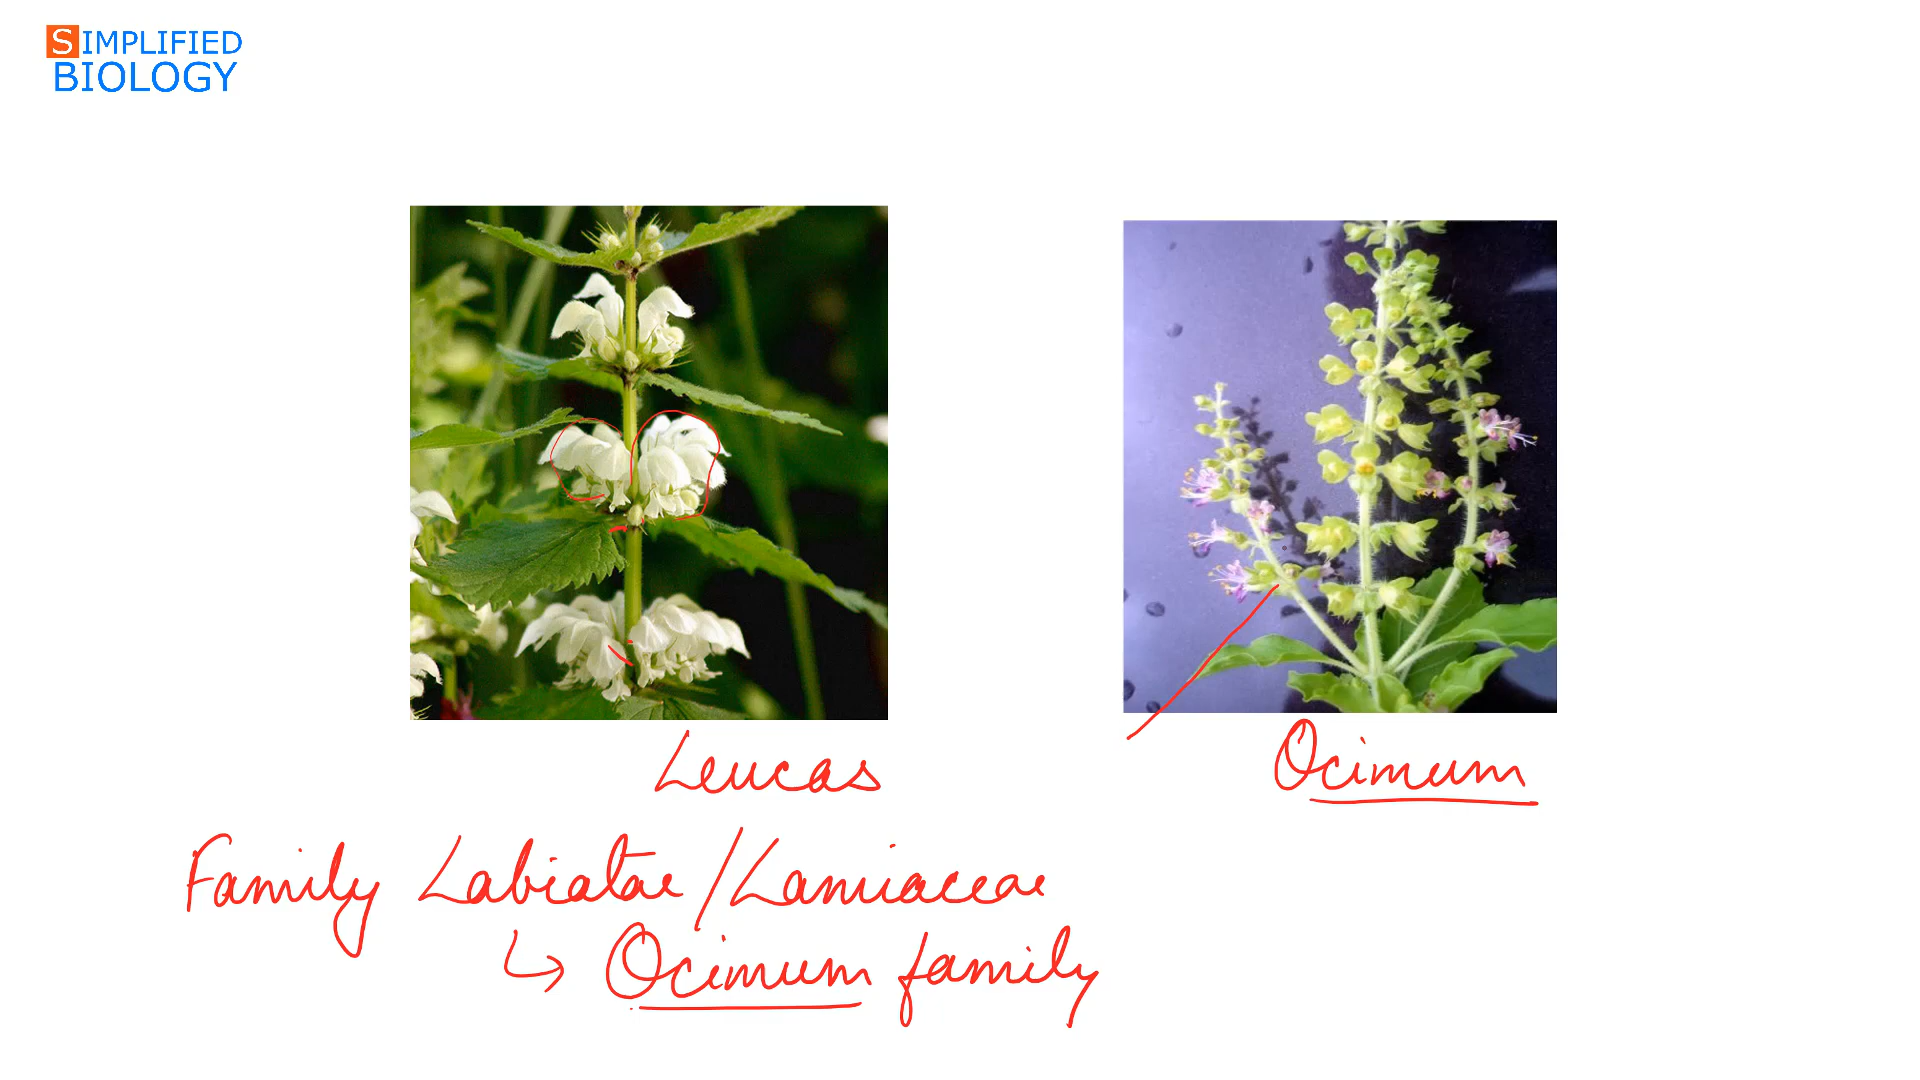 SIMPLIFIED
BIOLOGY
Leucas
Ocimum
Family Labiatae/Lamiaceae
↳ Ocimum family